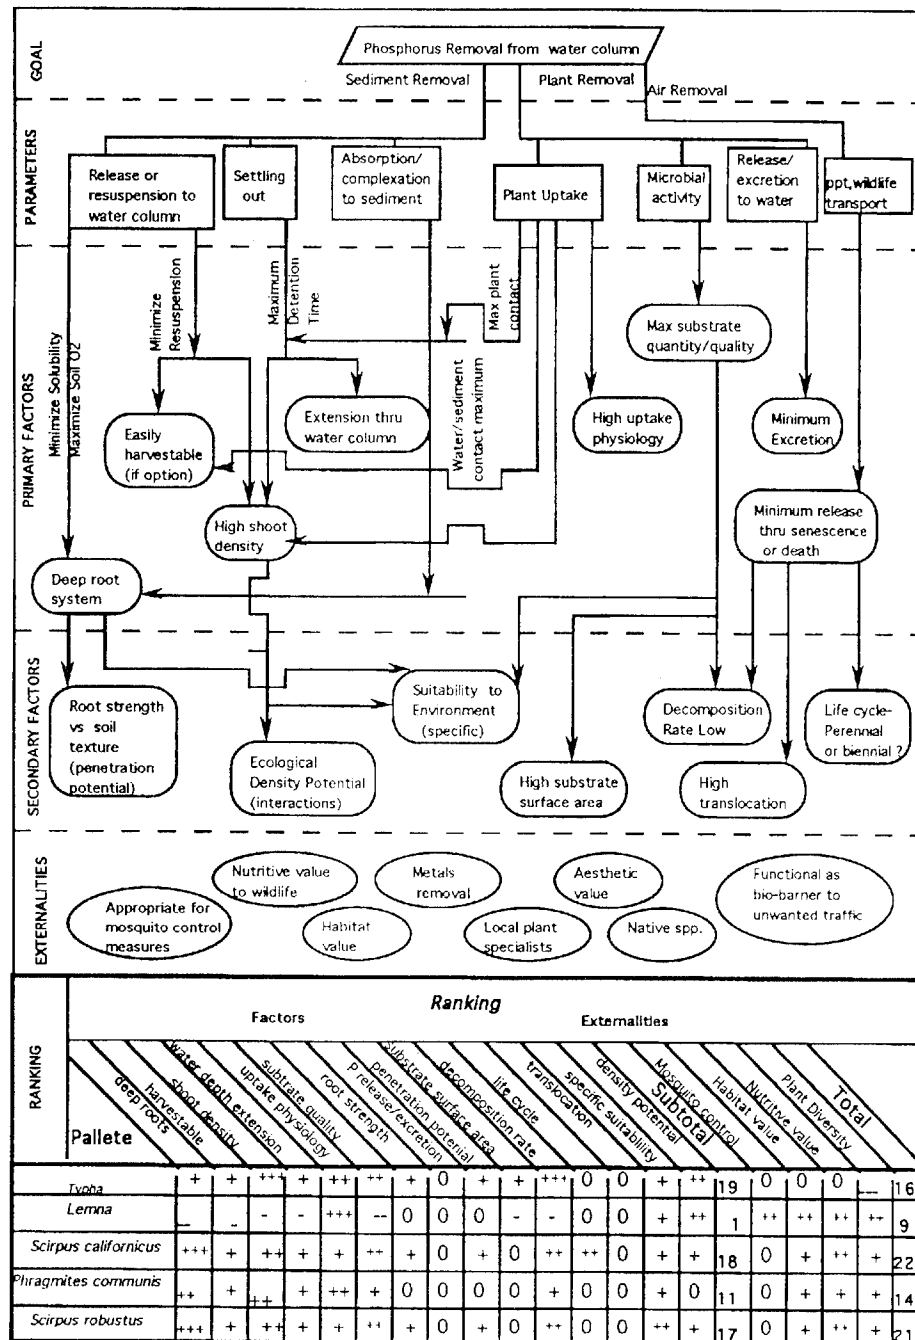 GOAL
Phosphorus Removal from water column
Sediment Removal
Plant Removal
Air Removal
PARAMETERS
Release or
resuspension to
water column
Settling
out
Absorption/
complexation
to sediment
Plant Uptake
Microbial
activity
Release/
excretion
to water
ppt,wildlife
transport
PRIMARY FACTORS
Minimize Solubility
Maximize Soil O2
Minimize
Resuspension
Maximum
Detention
Time
Max plant
contact
Water/sediment
contact maximum
Max substrate
quantity/quality
Easily
harvestable
(if option)
Extension thru
water column
High uptake
physiology
Minimum
Excretion
High shoot
density
Minimum release
thru senescence
or death
Deep root
system
SECONDARY FACTORS
Root strength
vs soil
texture
(penetration
potential)
Suitability to
Environment
(specific)
Decomposition
Rate Low
Life cycle-
Perennial
or biennial ?
Ecological
Density Potential
(interactions)
High substrate
surface area
High
translocation
EXTERNALITIES
Nutritive value
to wildlife
Metals
removal
Aesthetic
value
Functional as
bio-barner to
unwanted traffic
Appropriate for
mosquito control
measures
Habitat
value
Local plant
specialists
Native spp.
RANKING
Ranking
Factors
Externalities
Pallete
deep roots
harvestable
shoot density
water depth extension
uptake physiology
subtrate quality
root strength
P release/excretion
penetration potenial
Substrate surface area
decomposition rate
life cycle
translocation
specific suitablility
density potential
Subtotal
Mosquito control
Habitat value
Nutritive value
Plant Diversity
Total
Typha + + +++ + ++ ++ + 0 + + +++ 0 0 + ++ 19 0 0 0 -- 16
Lemna -- - - - +++ -- 0 0 0 - - 0 0 + ++ 1 ++ ++ ++ ++ 9
Scirpus californicus +++ + ++ + + ++ + 0 + 0 ++ ++ 0 + + 18 0 + ++ + 22
Phragmites communis ++ + ++ + ++ + 0 0 0 0 + 0 0 + 0 11 0 + + + 14
Scirpus robustus +++ + ++ + + ++ + 0 + 0 ++ 0 0 ++ + 17 0 + ++ + 21